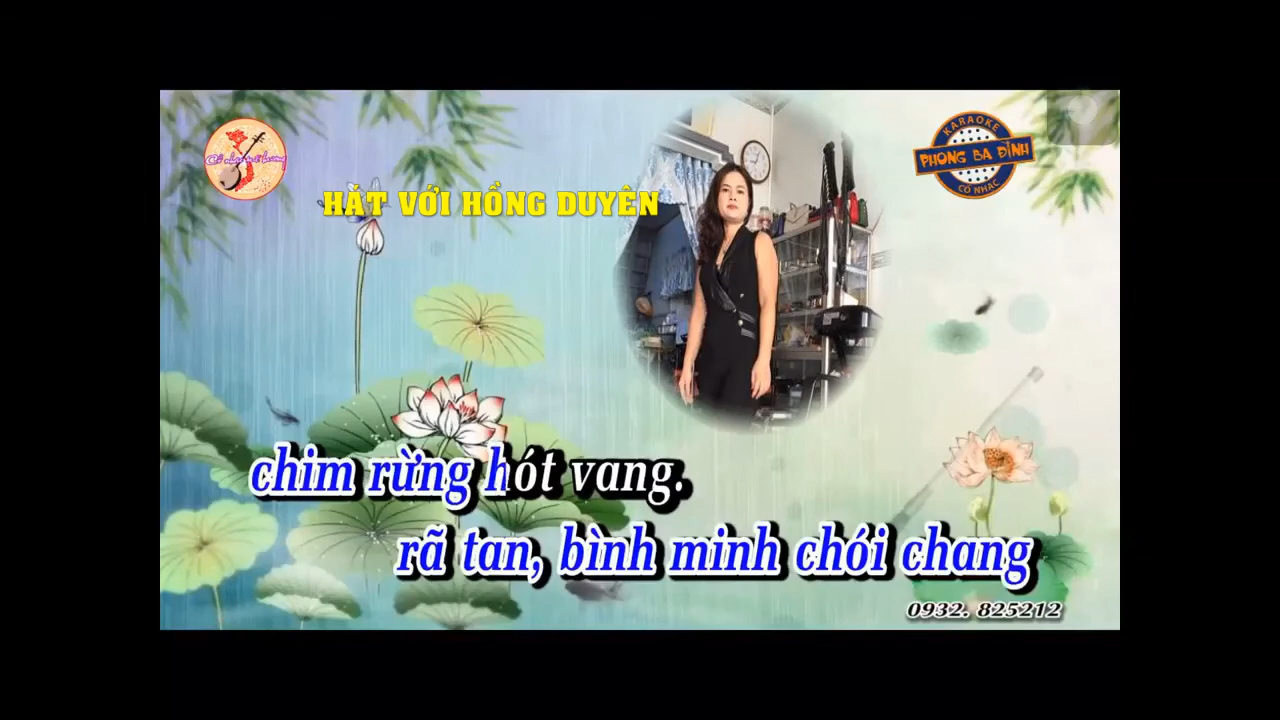 KARAOKE
PHONG BA ĐÌNH
CỔ NHẠC
HÁT VỚI HỒNG DUYÊN
chim rừng hót vang.
rã tan, bình minh chói chang
0932. 825212